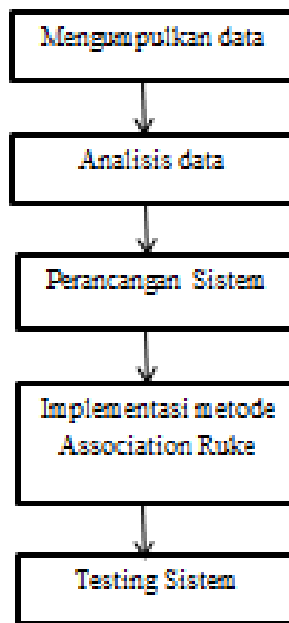 Mengumpulkan data
Analisis data
Perancangan Sistem
Implementasi metode
Association Ruke
Testing Sistem